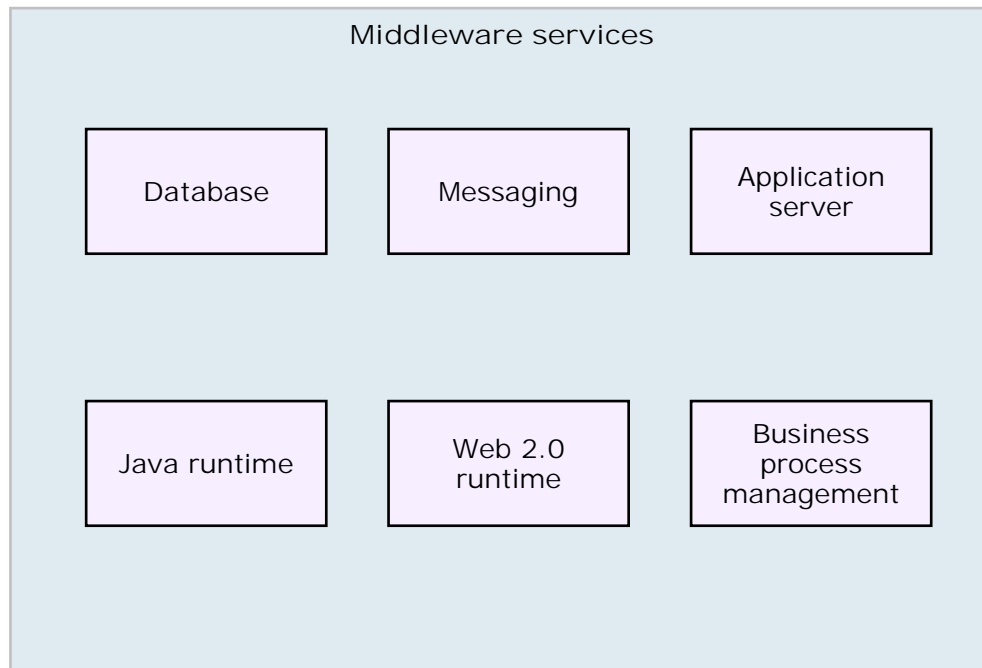 Middleware services
Database
Messaging
Application
server
Java runtime
Web 2.0
runtime
Business
process
management